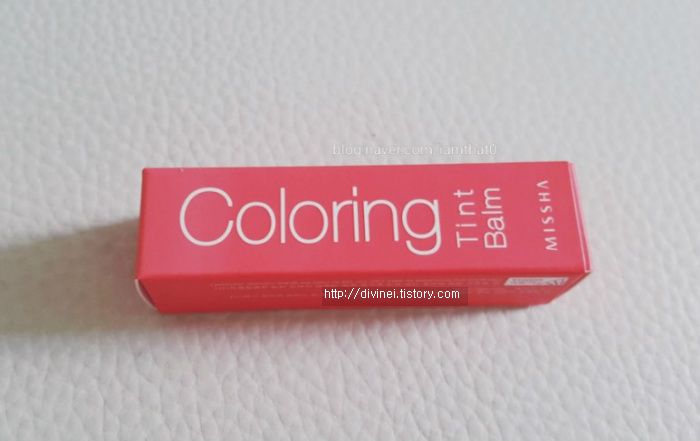 blog.naver.com/iamthat0
Coloring
Tint
Balm
MISSHA
http://divinei.tistory.com